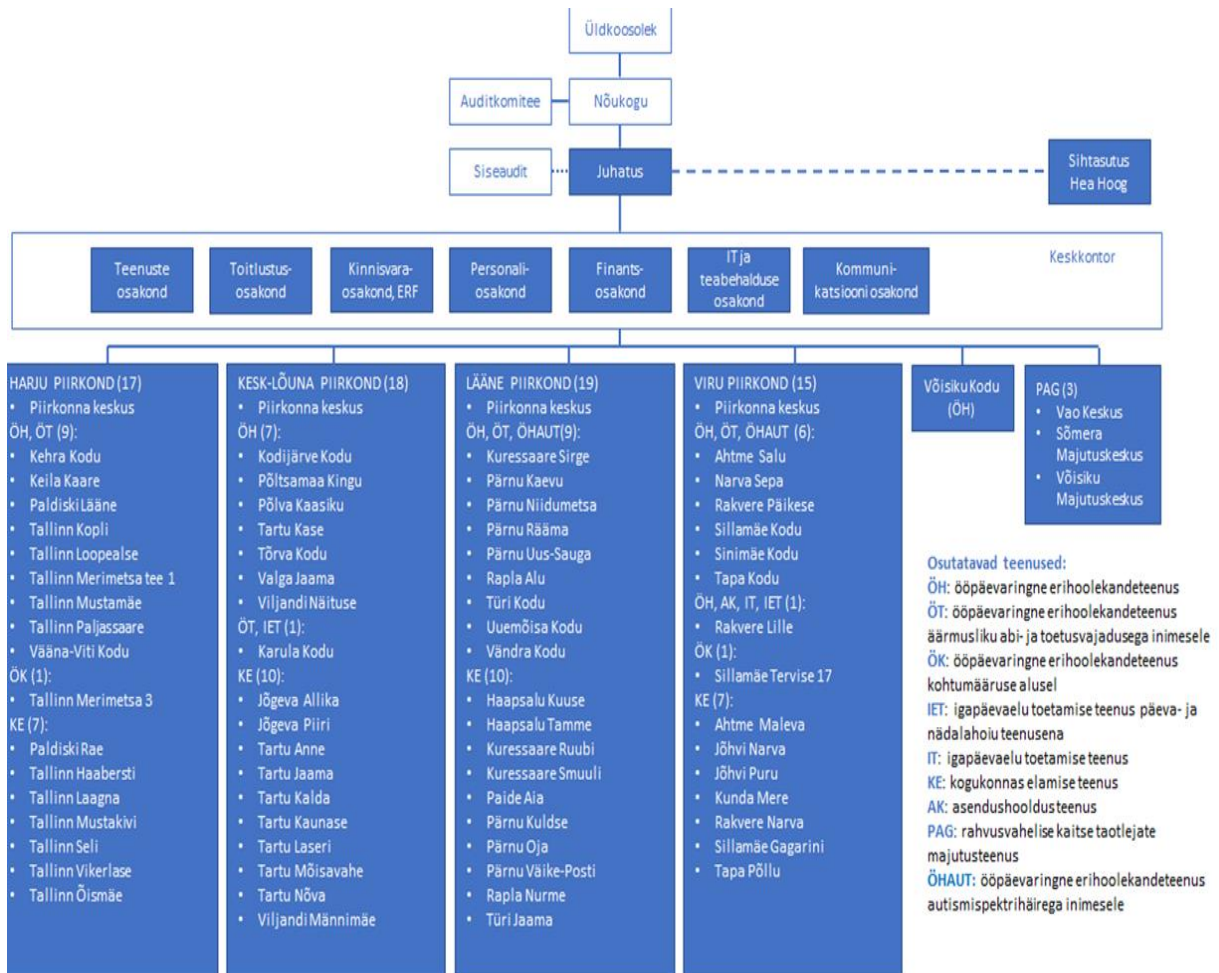 Üldkoosolek
Auditkomitee
Nõukogu
Siseaudit
Juhatus
Sihtasutus
Hea Hoog
Keskkontor
Teenuste
osakond
Toitlustus-
osakond
Kinnisvara-
osakond, ERF
Personali-
osakond
Finants-
osakond
IT ja
teabehalduse
osakond
Kommuni-
katsiooni osakond
HARJU PIIRKOND (17)
• Piirkonna keskus
ÖH, ÖT (9):
• Kehra Kodu
• Keila Kaare
• Paldiski Lääne
• Tallinn Kopli
• Tallinn Loopealse
• Tallinn Merimetsa tee 1
• Tallinn Mustamäe
• Tallinn Paljassaare
• Vääna-Viti Kodu
ÖK (1):
• Tallinn Merimetsa 3
KE (7):
• Paldiski Rae
• Tallinn Haabersti
• Tallinn Laagna
• Tallinn Mustakivi
• Tallinn Seli
• Tallinn Vikerlase
• Tallinn Õismäe
KESK-LÕUNA PIIRKOND (18)
• Piirkonna keskus
ÖH (7):
• Kodijärve Kodu
• Põltsamaa Kingu
• Põlva Kaasiku
• Tartu Kase
• Tõrva Kodu
• Valga Jaama
• Viljandi Näituse
ÖT, IET (1):
• Karula Kodu
KE (10):
• Jõgeva Allika
• Jõgeva Piiri
• Tartu Anne
• Tartu Jaama
• Tartu Kalda
• Tartu Kaunase
• Tartu Laseri
• Tartu Mõisavahe
• Tartu Nõva
• Viljandi Männimäe
LÄÄNE PIIRKOND (19)
• Piirkonna keskus
ÖH, ÖT, ÖHAUT(9):
• Kuressaare Sirge
• Pärnu Kaevu
• Pärnu Niidumetsa
• Pärnu Rääma
• Pärnu Uus-Sauga
• Rapla Alu
• Türi Kodu
• Uuemõisa Kodu
• Vändra Kodu
KE (10):
• Haapsalu Kuuse
• Haapsalu Tamme
• Kuressaare Ruubi
• Kuressaare Smuuli
• Paide Aia
• Pärnu Kuldse
• Pärnu Oja
• Pärnu Väike-Posti
• Rapla Nurme
• Türi Jaama
VIRU PIIRKOND (15)
• Piirkonna keskus
ÖH, ÖT, ÖHAUT (6):
• Ahtme Salu
• Narva Sepa
• Rakvere Päikese
• Sillamäe Kodu
• Sinimäe Kodu
• Tapa Kodu
ÖH, AK, IT, IET (1):
• Rakvere Lille
ÖK (1):
• Sillamäe Tervise 17
KE (7):
• Ahtme Maleva
• Jõhvi Narva
• Jõhvi Puru
• Kunda Mere
• Rakvere Narva
• Sillamäe Gagarini
• Tapa Põllu
Võisiku Kodu
(ÖH)
PAG (3)
• Vao Keskus
• Sõmera
Majutuskeskus
• Võisiku
Majutuskeskus
Osutatavad teenused:
ÖH: ööpäevaringne erihoolekandeteenus
ÖT: ööpäevaringne erihoolekandeteenus
äärmusliku abi- ja toetusvajadusega inimesele
ÖK: ööpäevaringne erihoolekandeteenus
kohtumääruse alusel
IET: igapäevaelu toetamise teenus päeva- ja
nädalahoiu teenusena
IT: igapäevaelu toetamise teenus
KE: kogukonnas elamise teenus
AK: asendushooldusteenus
PAG: rahvusvahelise kaitse taotlejate
majutusteenus
ÖHAUT: ööpäevaringne erihoolekandeteenus
autismispektrihäirega inimesele